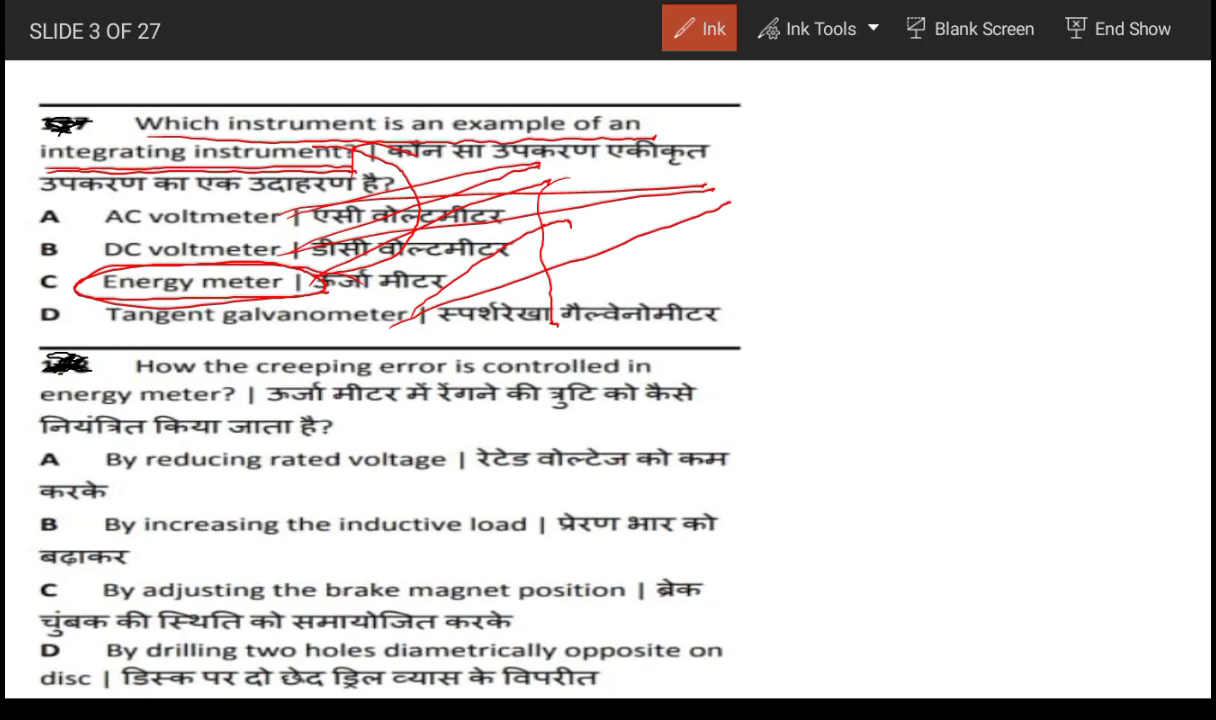 SLIDE 3 OF 27
Ink
Ink Tools
Blank Screen
End Show
Which instrument is an example of an
integrating instrument? | कौन सा उपकरण एकीकृत
उपकरण का एक उदाहरण है?
A AC voltmeter | एसी वोल्टमीटर
B DC voltmeter | डीसी वोल्टमीटर
C Energy meter | ऊर्जा मीटर
D Tangent galvanometer | स्पर्शरेखा गैल्वेनोमीटर
How the creeping error is controlled in
energy meter? | ऊर्जा मीटर में रेंगने की त्रुटि को कैसे
नियंत्रित किया जाता है?
A By reducing rated voltage | रेटेड वोल्टेज को कम
करके
B By increasing the inductive load | प्रेरण भार को
बढ़ाकर
C By adjusting the brake magnet position | ब्रेक
चुंबक की स्थिति को समायोजित करके
D By drilling two holes diametrically opposite on
disc | डिस्क पर दो छेद ड्रिल व्यास के विपरीत